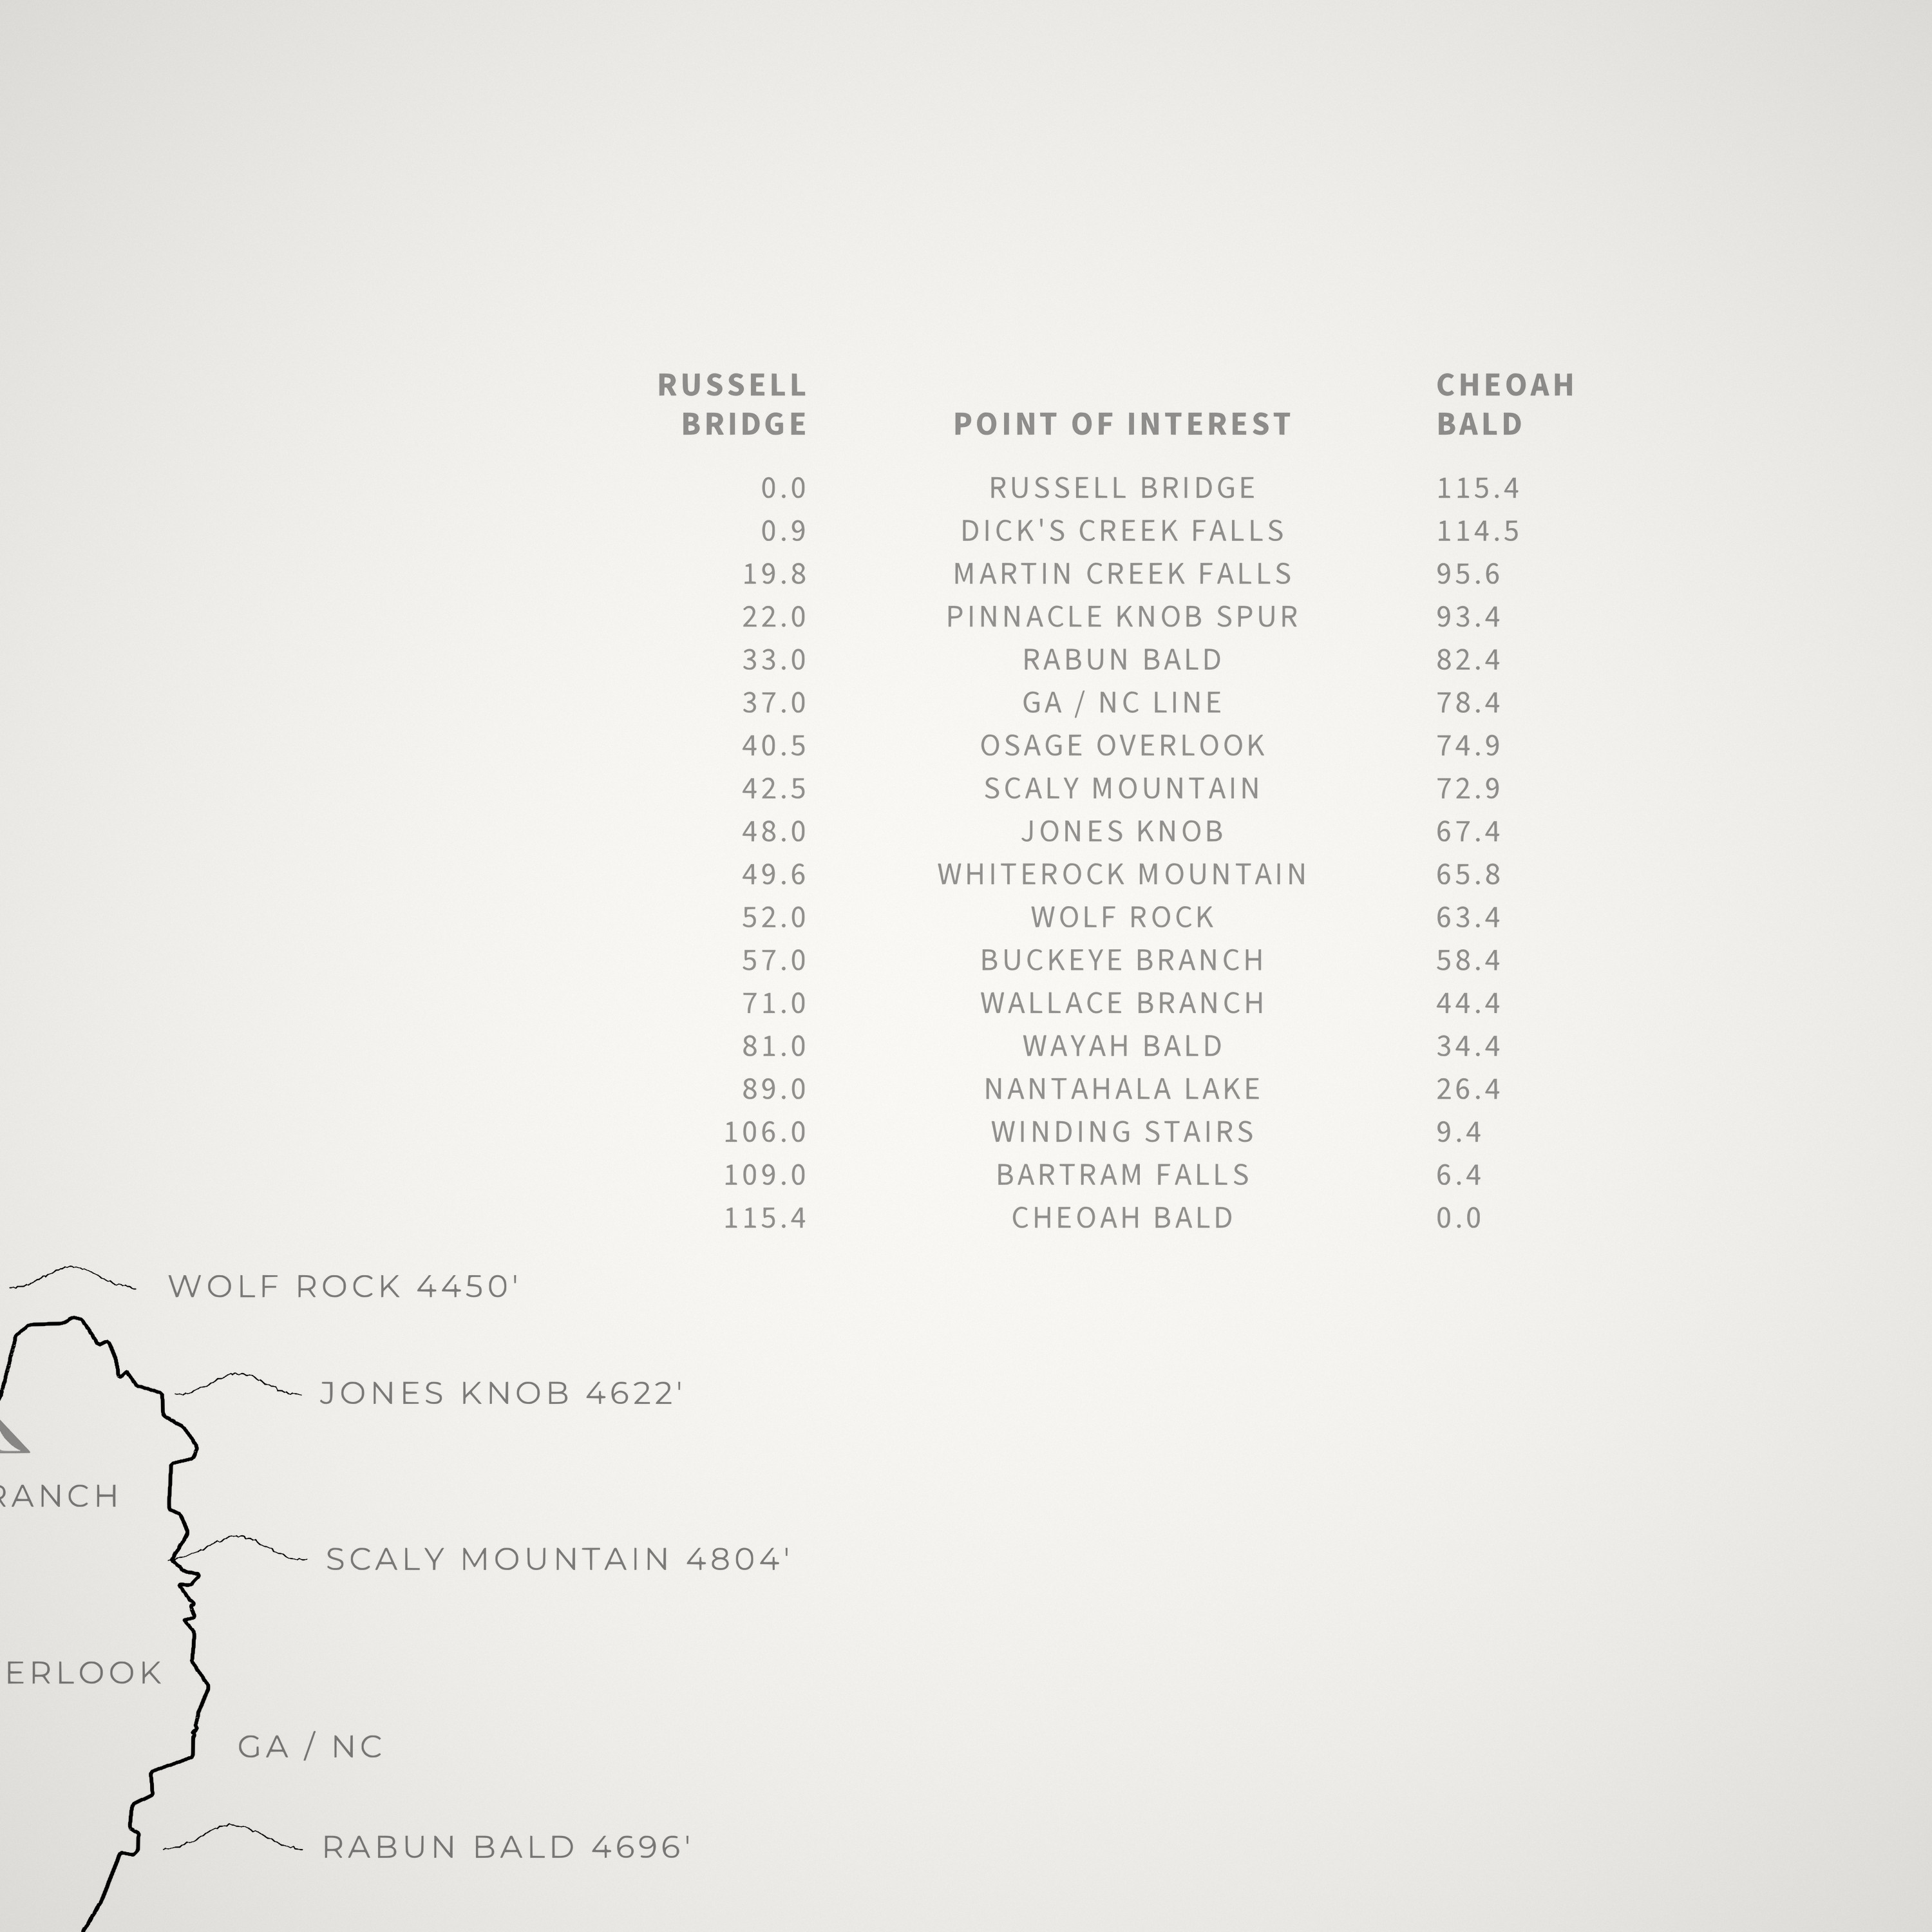 RUSSELL BRIDGE POINT OF INTEREST CHEOAH BALD
0.0 RUSSELL BRIDGE 115.4
0.9 DICK'S CREEK FALLS 114.5
19.8 MARTIN CREEK FALLS 95.6
22.0 PINNACLE KNOB SPUR 93.4
33.0 RABUN BALD 82.4
37.0 GA / NC LINE 78.4
40.5 OSAGE OVERLOOK 74.9
42.5 SCALY MOUNTAIN 72.9
48.0 JONES KNOB 67.4
49.6 WHITEROCK MOUNTAIN 65.8
52.0 WOLF ROCK 63.4
57.0 BUCKEYE BRANCH 58.4
71.0 WALLACE BRANCH 44.4
81.0 WAYAH BALD 34.4
89.0 NANTAHALA LAKE 26.4
106.0 WINDING STAIRS 9.4
109.0 BARTRAM FALLS 6.4
115.4 CHEOAH BALD 0.0
WOLF ROCK 4450'
JONES KNOB 4622'
RANCH
SCALY MOUNTAIN 4804'
ERLOOK
GA / NC
RABUN BALD 4696'